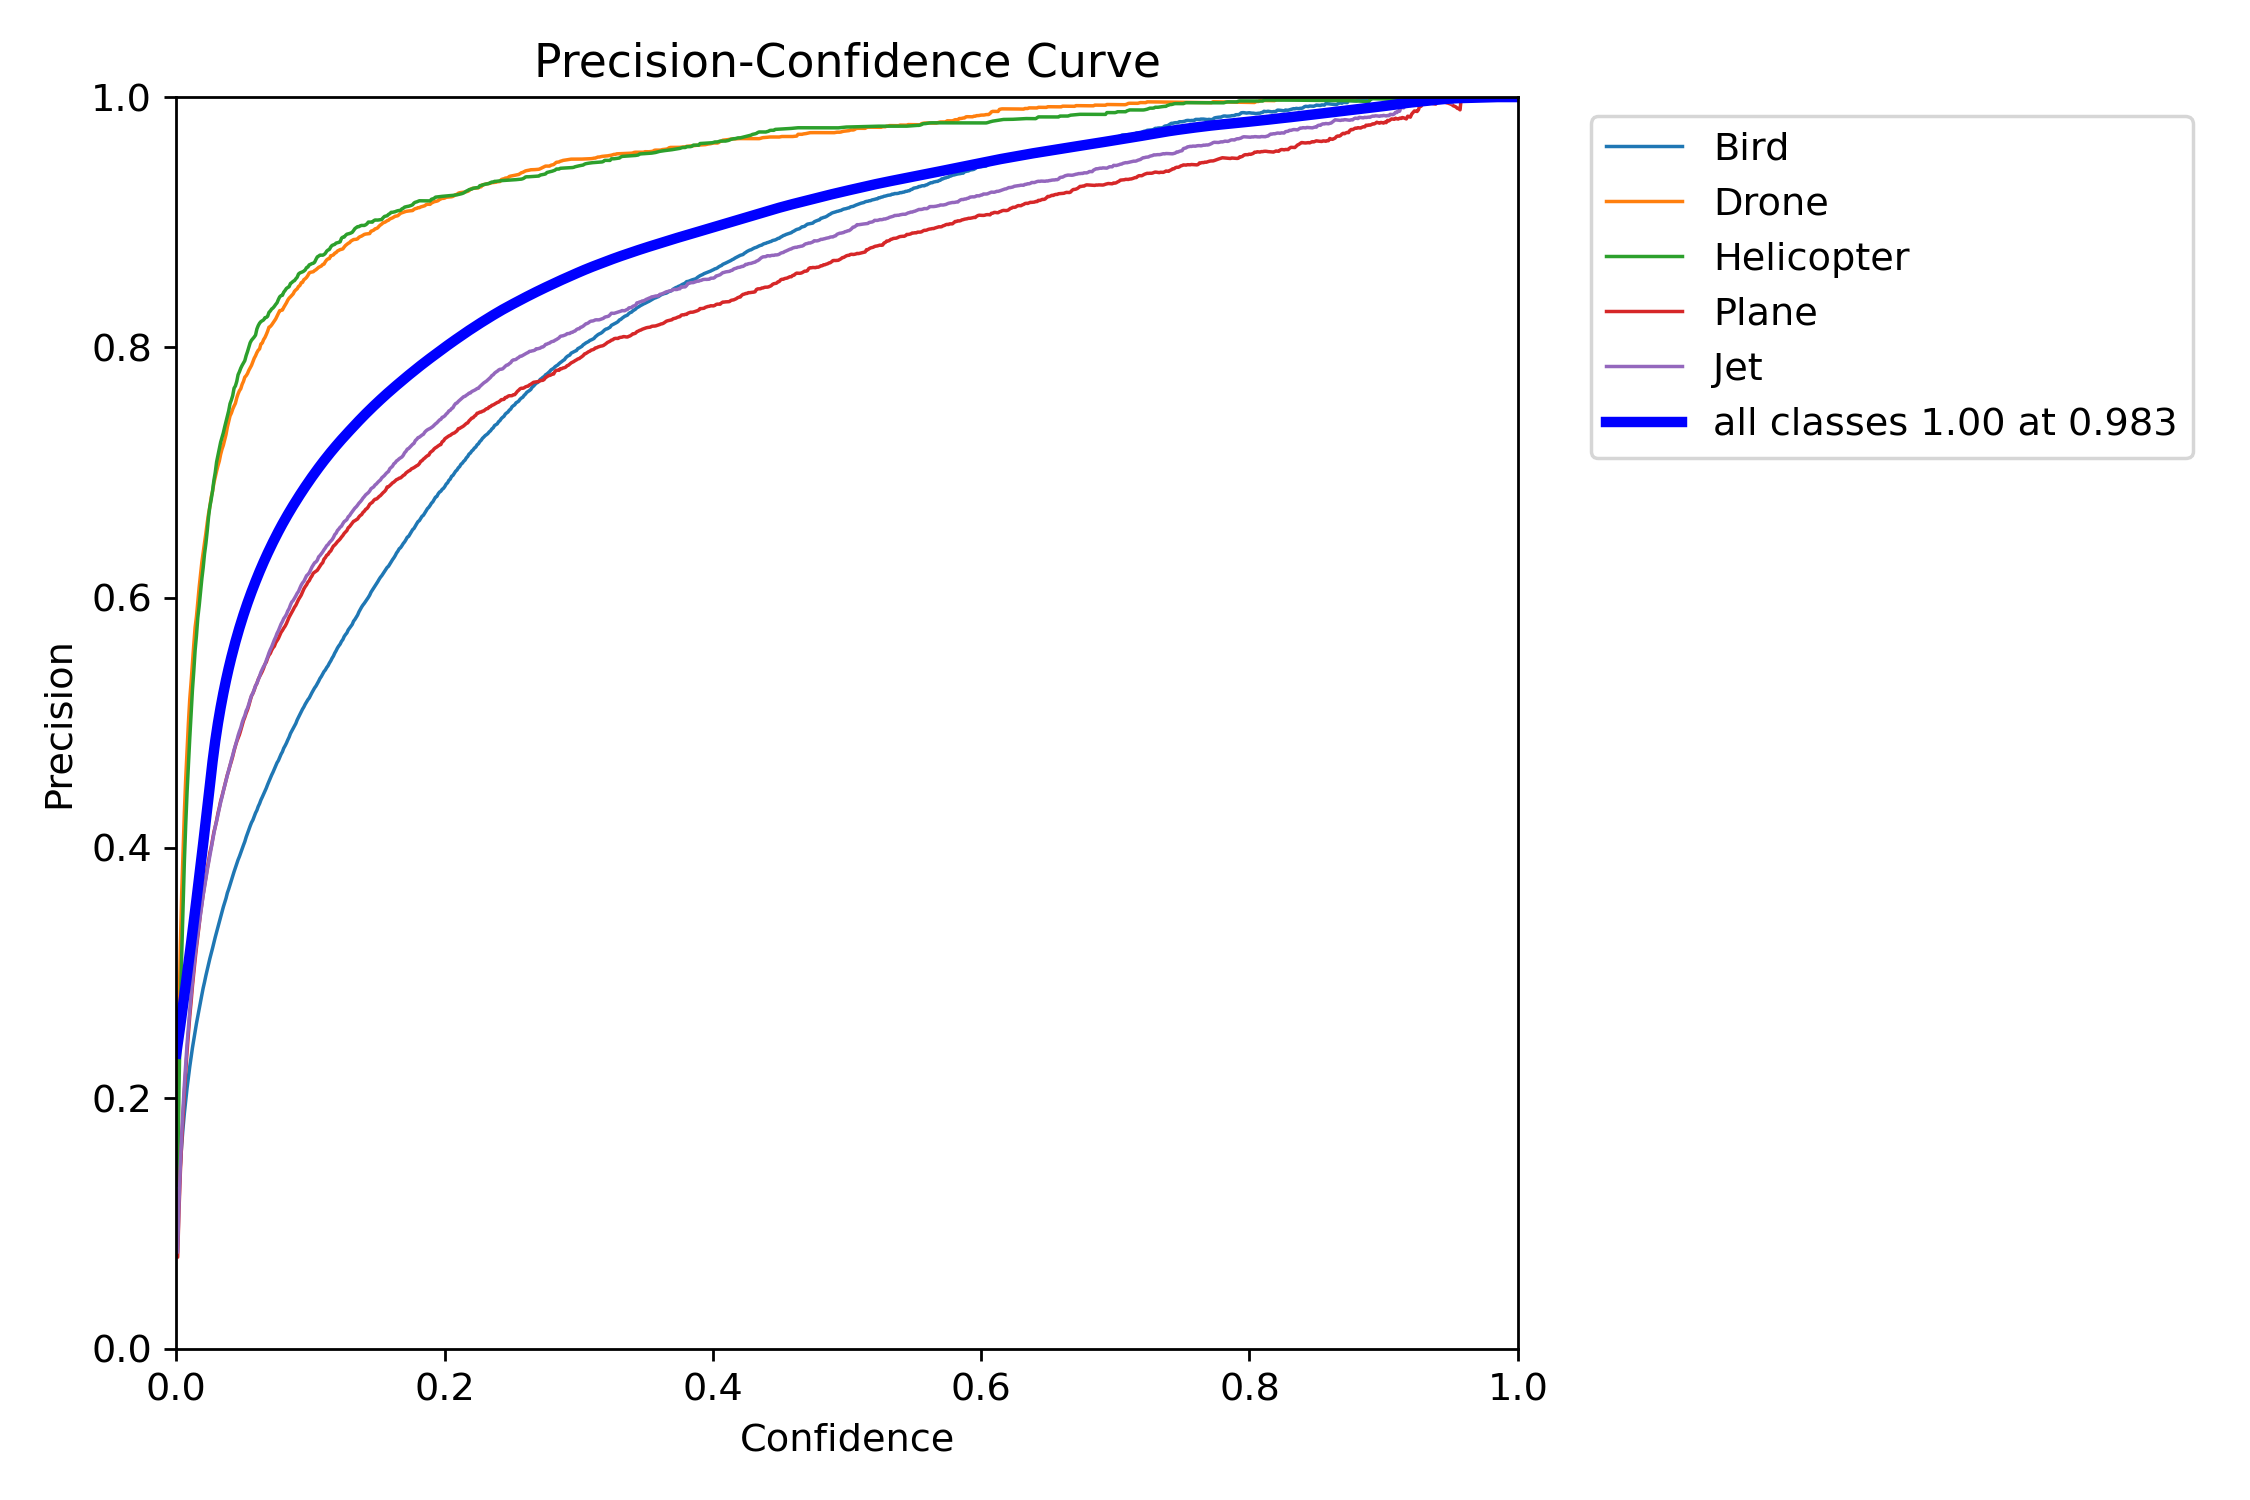 Precision-Confidence Curve
1.0
0.8
0.6
0.4
0.2
0.0
Precision
0.0 0.2 0.4 0.6 0.8 1.0
Confidence
Bird
Drone
Helicopter
Plane
Jet
all classes 1.00 at 0.983